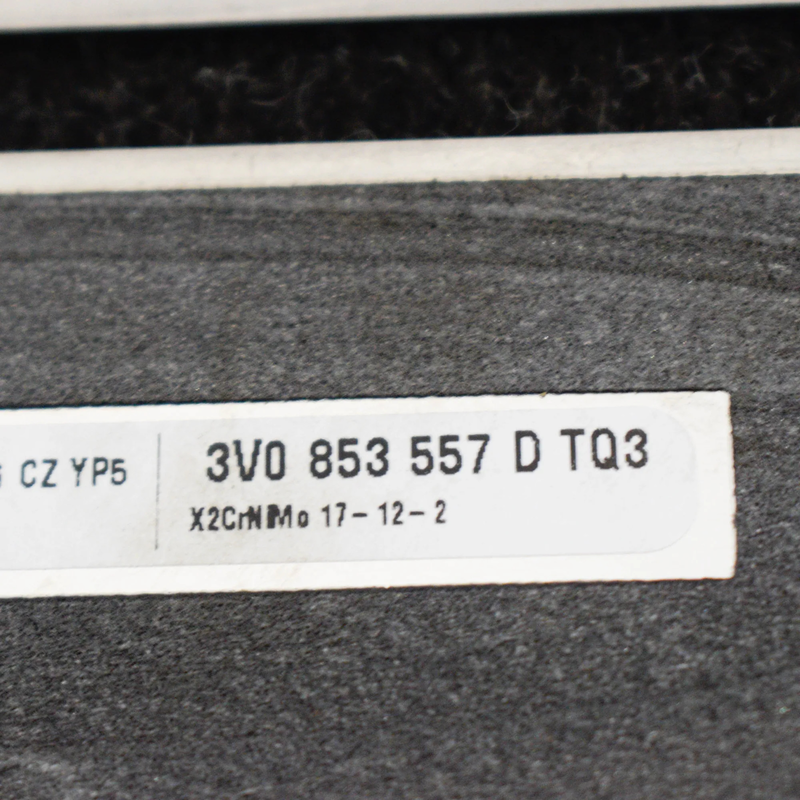 CZ YP5
3V0 853 557 D TQ3
X2CrNiMo 17-12-2